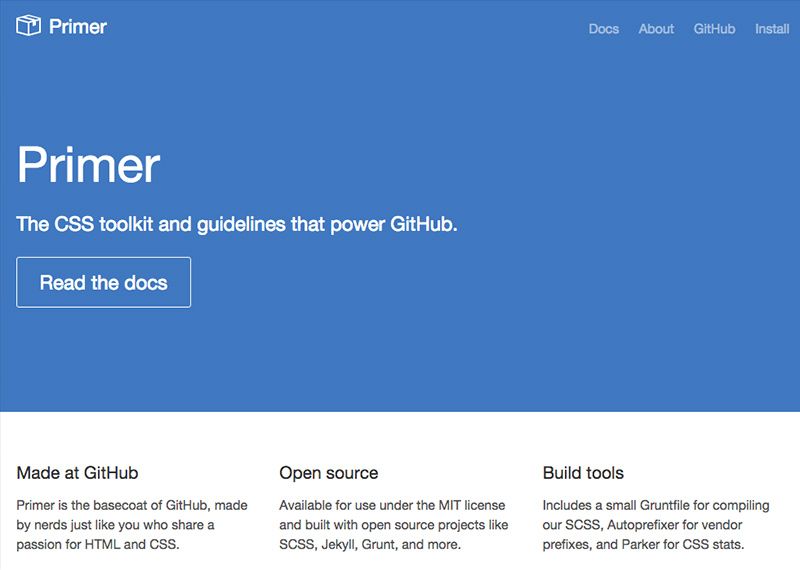 Primer
Docs About GitHub Install
Primer
The CSS toolkit and guidelines that power GitHub.
Read the docs
Made at GitHub
Primer is the basecoat of GitHub, made
by nerds just like you who share a
passion for HTML and CSS.
Open source
Available for use under the MIT license
and built with open source projects like
SCSS, Jekyll, Grunt, and more.
Build tools
Includes a small Gruntfile for compiling
our SCSS, Autoprefixer for vendor
prefixes, and Parker for CSS stats.